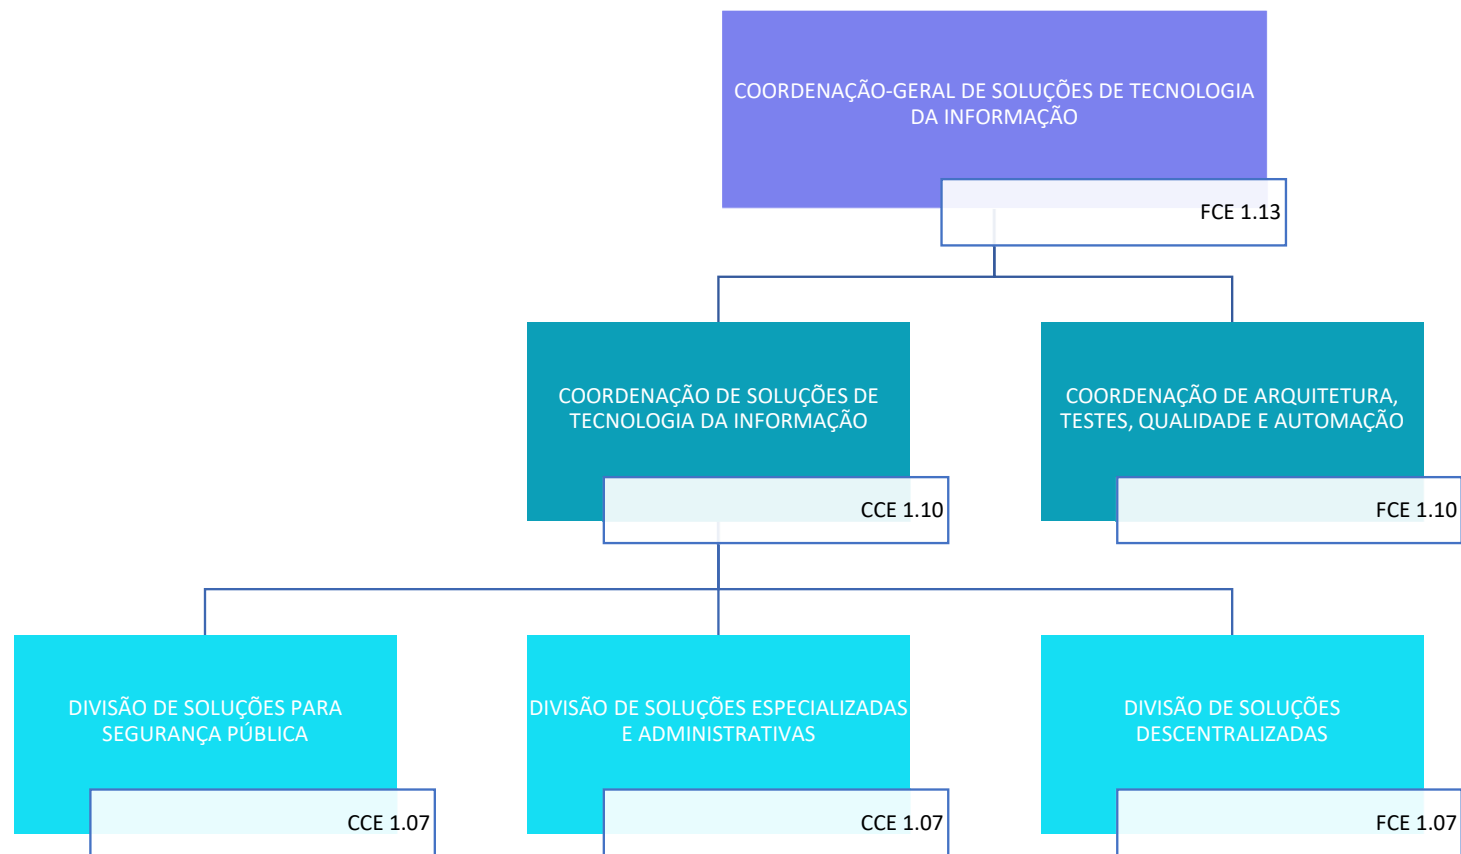 COORDENAÇÃO-GERAL DE SOLUÇÕES DE TECNOLOGIA
DA INFORMAÇÃO
FCE 1.13
COORDENAÇÃO DE SOLUÇÕES DE
TECNOLOGIA DA INFORMAÇÃO
CCE 1.10
COORDENAÇÃO DE ARQUITETURA,
TESTES, QUALIDADE E AUTOMAÇÃO
FCE 1.10
DIVISÃO DE SOLUÇÕES PARA
SEGURANÇA PÚBLICA
CCE 1.07
DIVISÃO DE SOLUÇÕES ESPECIALIZADAS
E ADMINISTRATIVAS
CCE 1.07
DIVISÃO DE SOLUÇÕES
DESCENTRALIZADAS
FCE 1.07